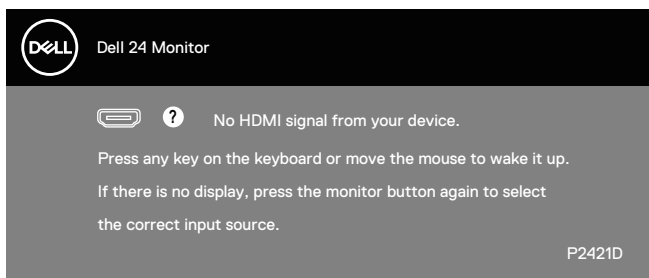 DELL
Dell 24 Monitor
? No HDMI signal from your device.
Press any key on the keyboard or move the mouse to wake it up.
If there is no display, press the monitor button again to select
the correct input source.
P2421D